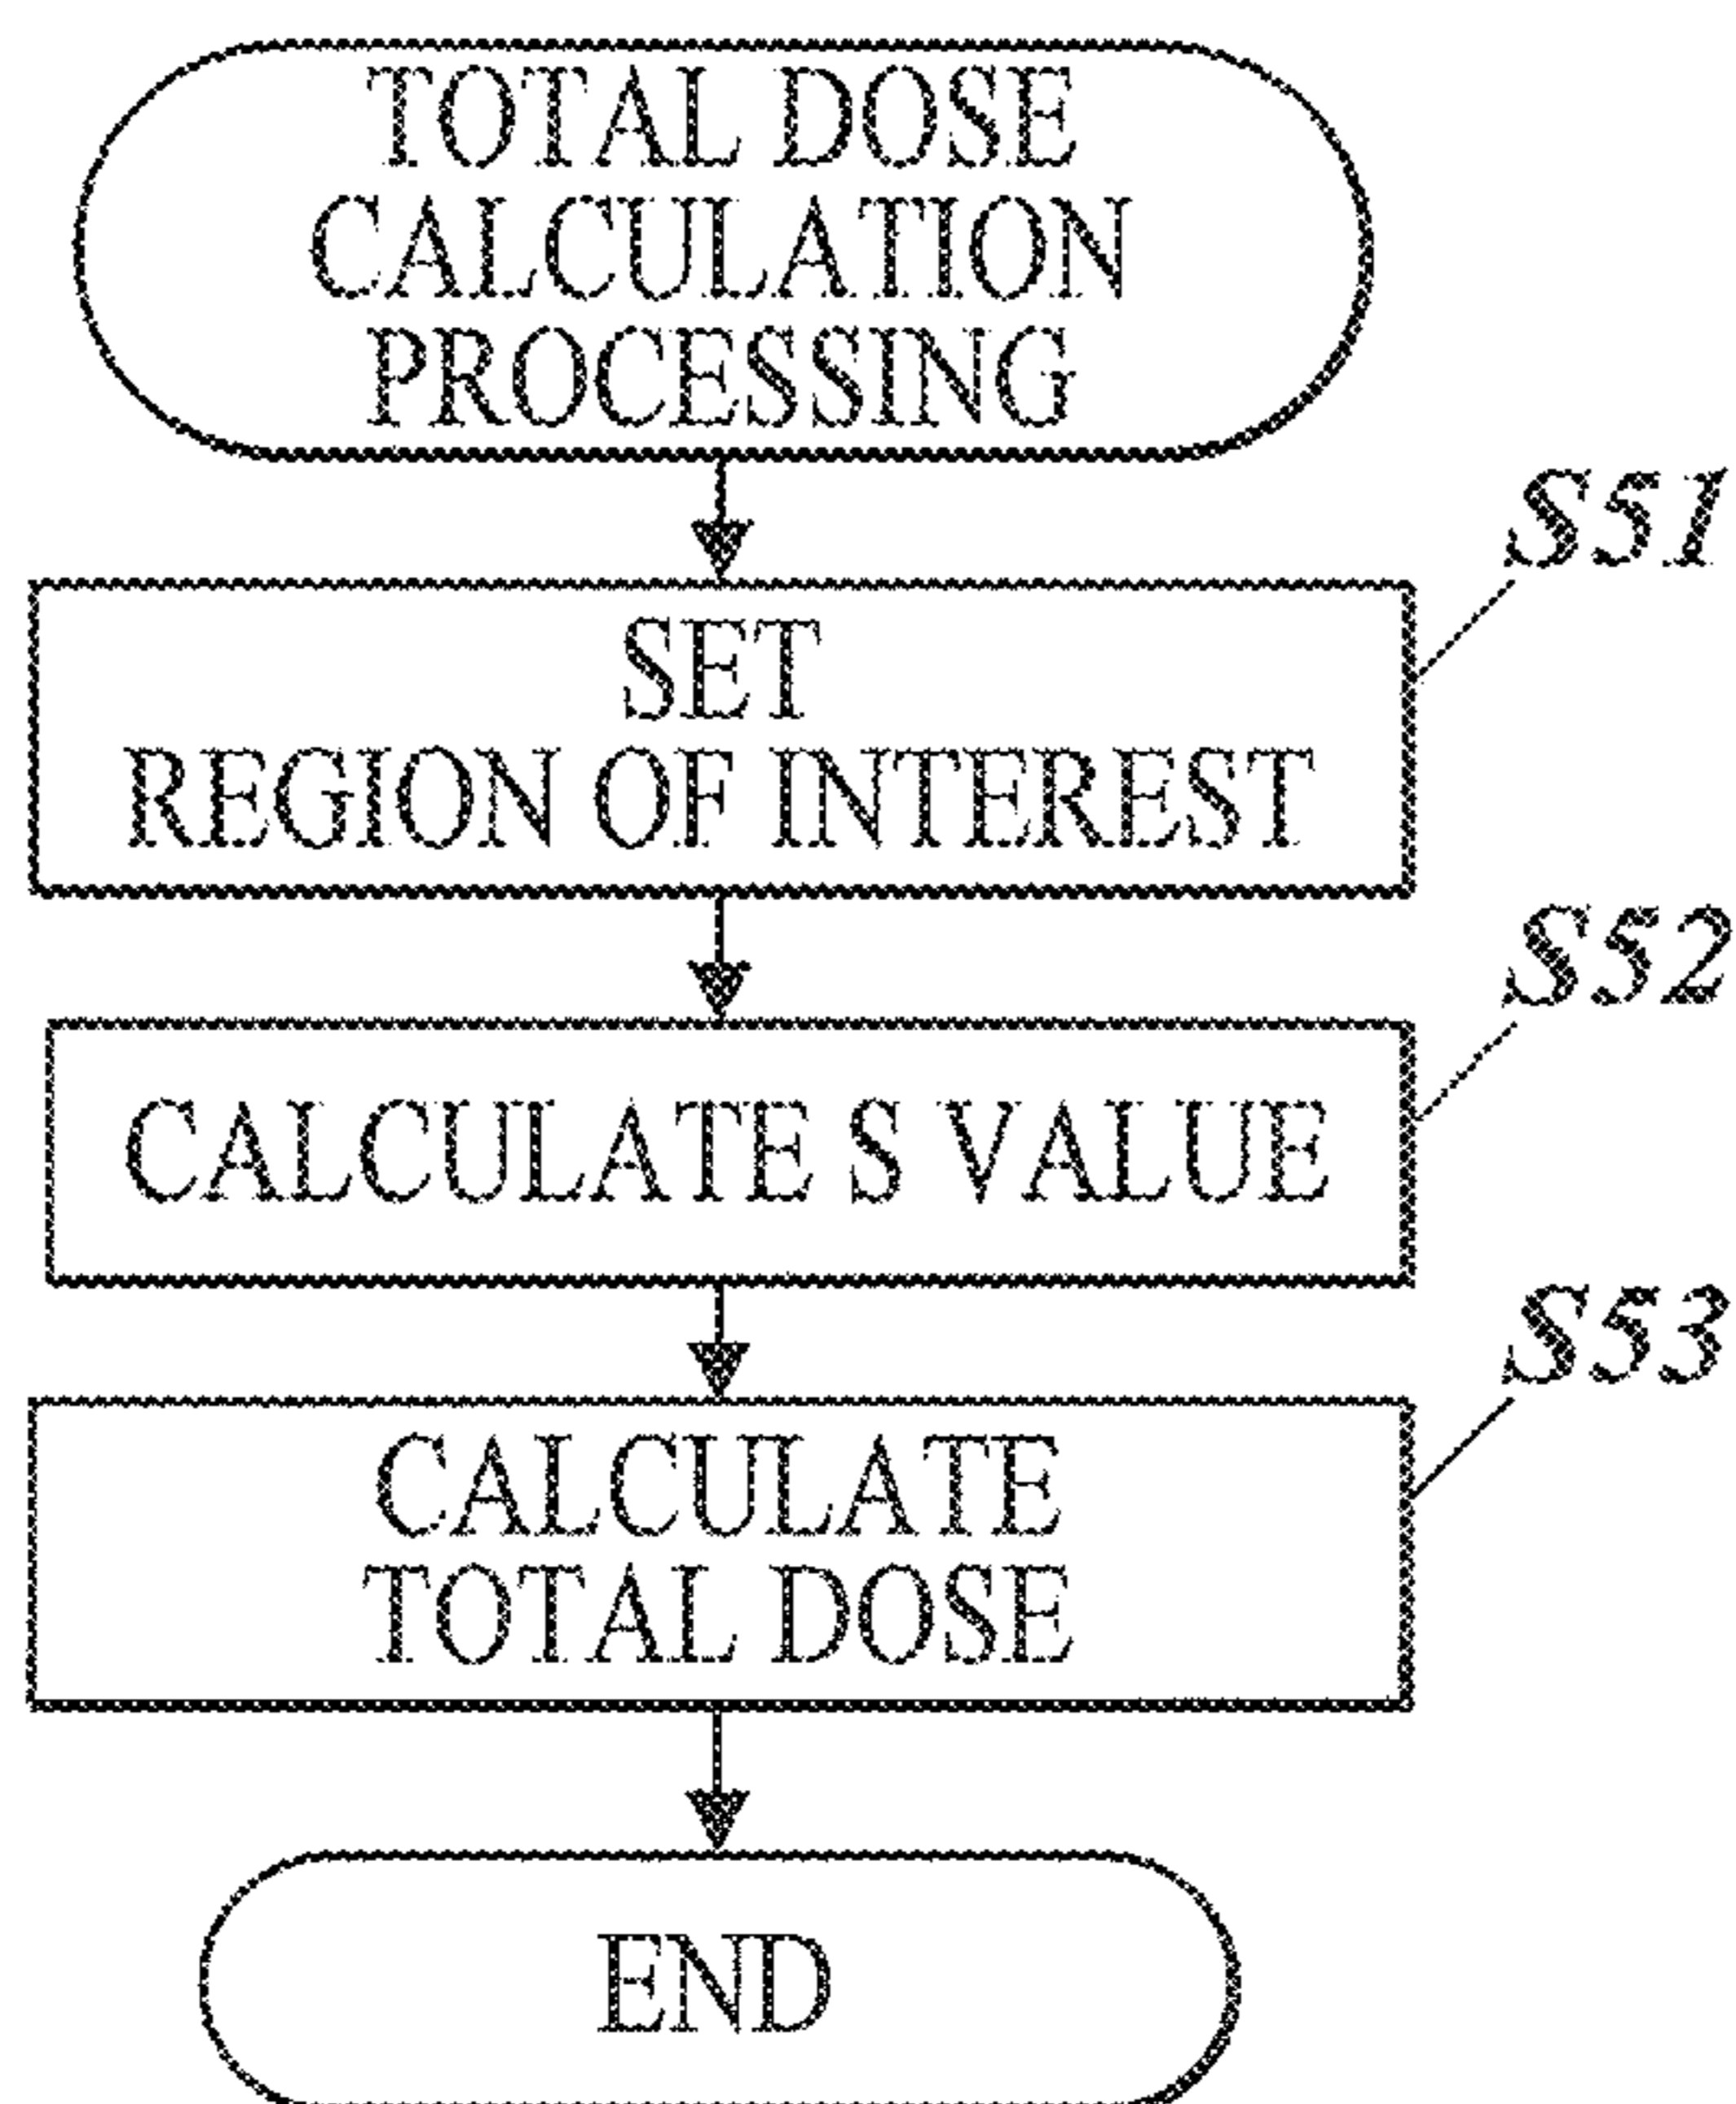 TOTAL DOSE
CALCULATION
PROCESSING
S51
SET
REGION OF INTEREST
S52
CALCULATE S VALUE
S53
CALCULATE
TOTAL DOSE
END